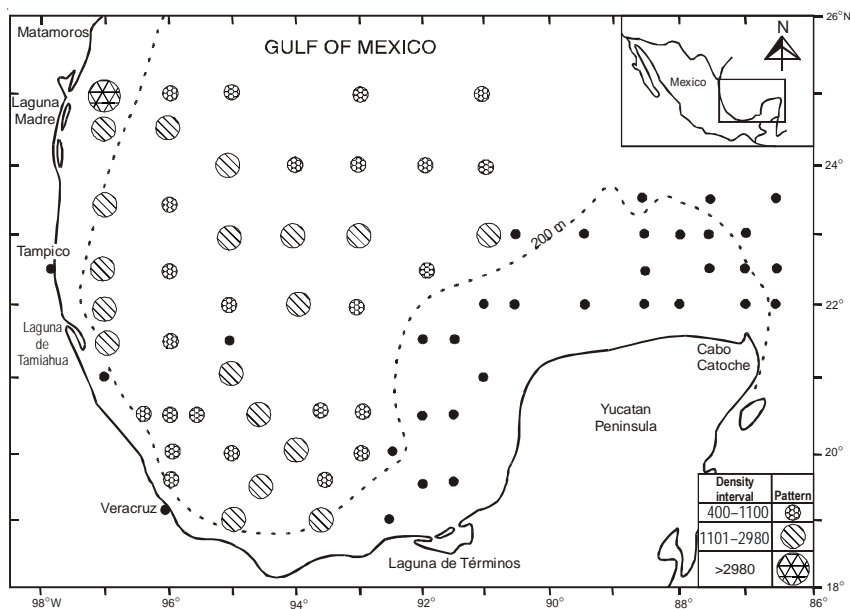 26°N
Matamoros
GULF OF MEXICO
N
Mexico
Laguna
Madre
24°
200 m
Tampico
22°
Laguna
de
Tamiahua
Cabo
Catoche
Yucatan
Peninsula
20°
Veracruz
Density
interval
Pattern
400–1100
1101–2980
>2980
Laguna de Términos
18°
98°W
96°
94°
92°
90°
88°
86°